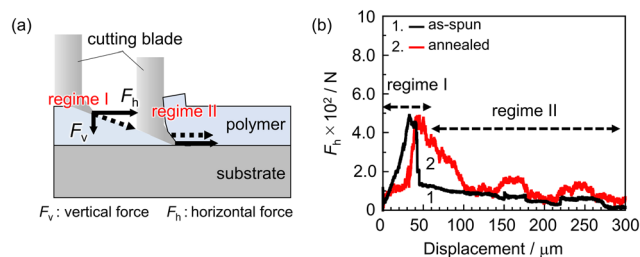 (a)
cutting blade
regime I
Fh
regime II
Fv
polymer
substrate
Fv : vertical force
Fh : horizontal force
(b)
1. as-spun
2. annealed
regime I
regime II
2
1
Fh × 10² / N
10
8.0
6.0
4.0
2.0
0
0
50
100
150
200
250
300
Displacement / μm